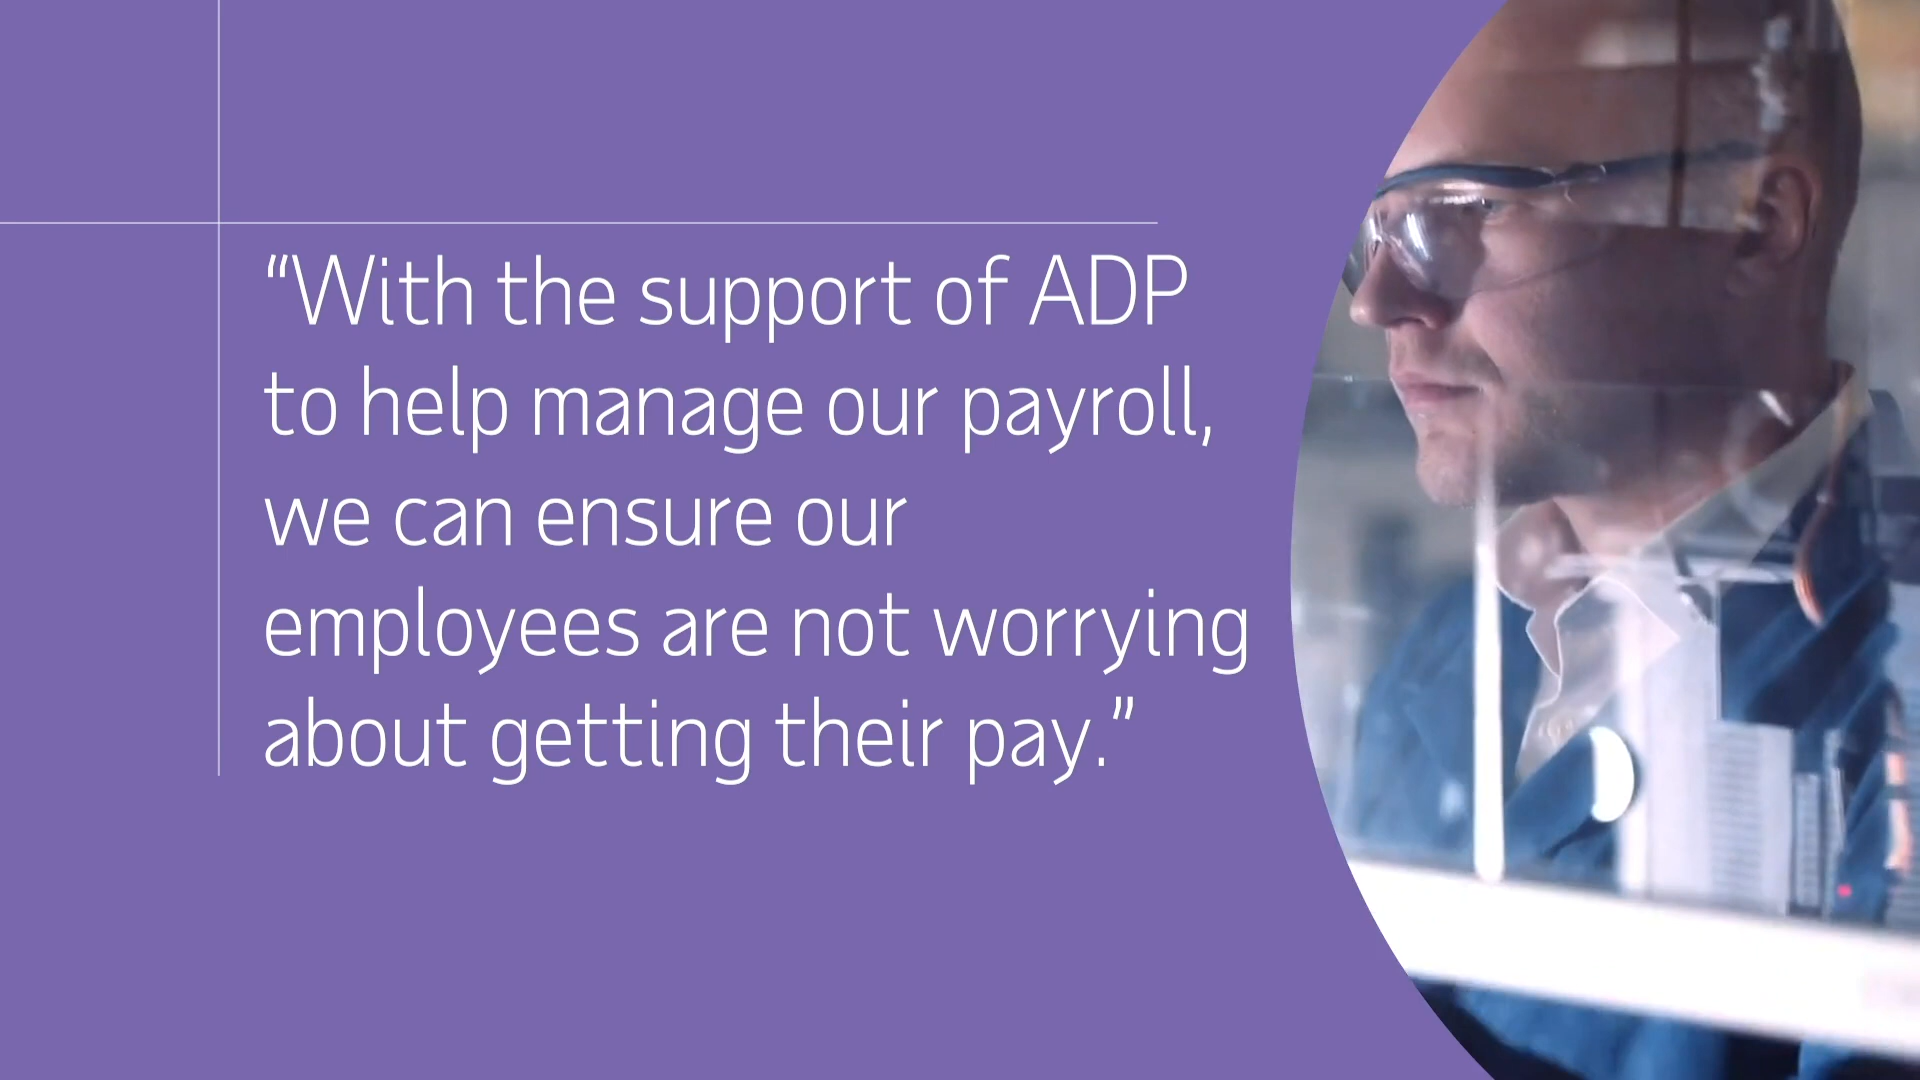 “With the support of ADP
to help manage our payroll,
we can ensure our
employees are not worrying
about getting their pay.”